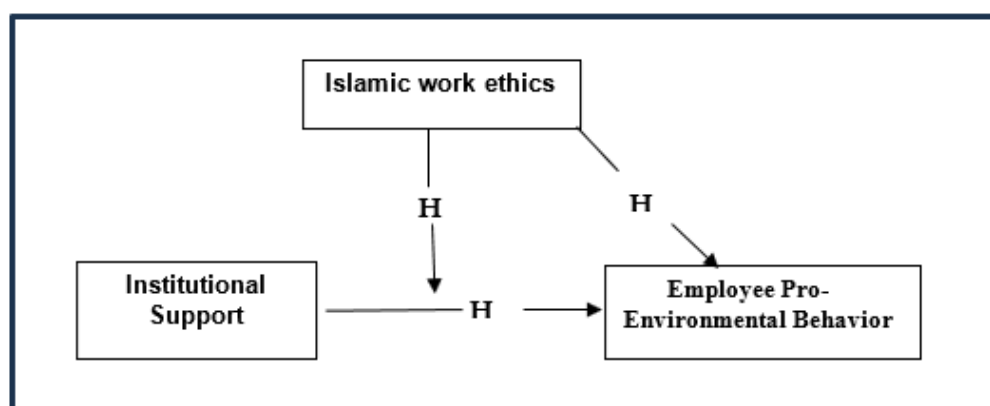 Islamic work ethics
H
H
Institutional
Support
H
Employee Pro-
Environmental Behavior